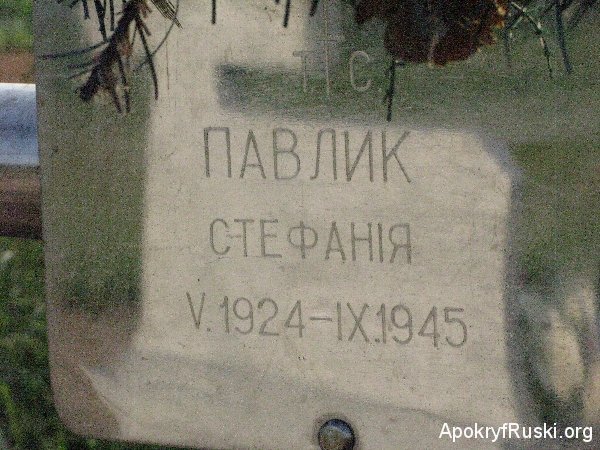 Т.Т С
ПАВЛИК
СТЕФАНІЯ
V.1924–IX.1945
ApokryfRuski.org